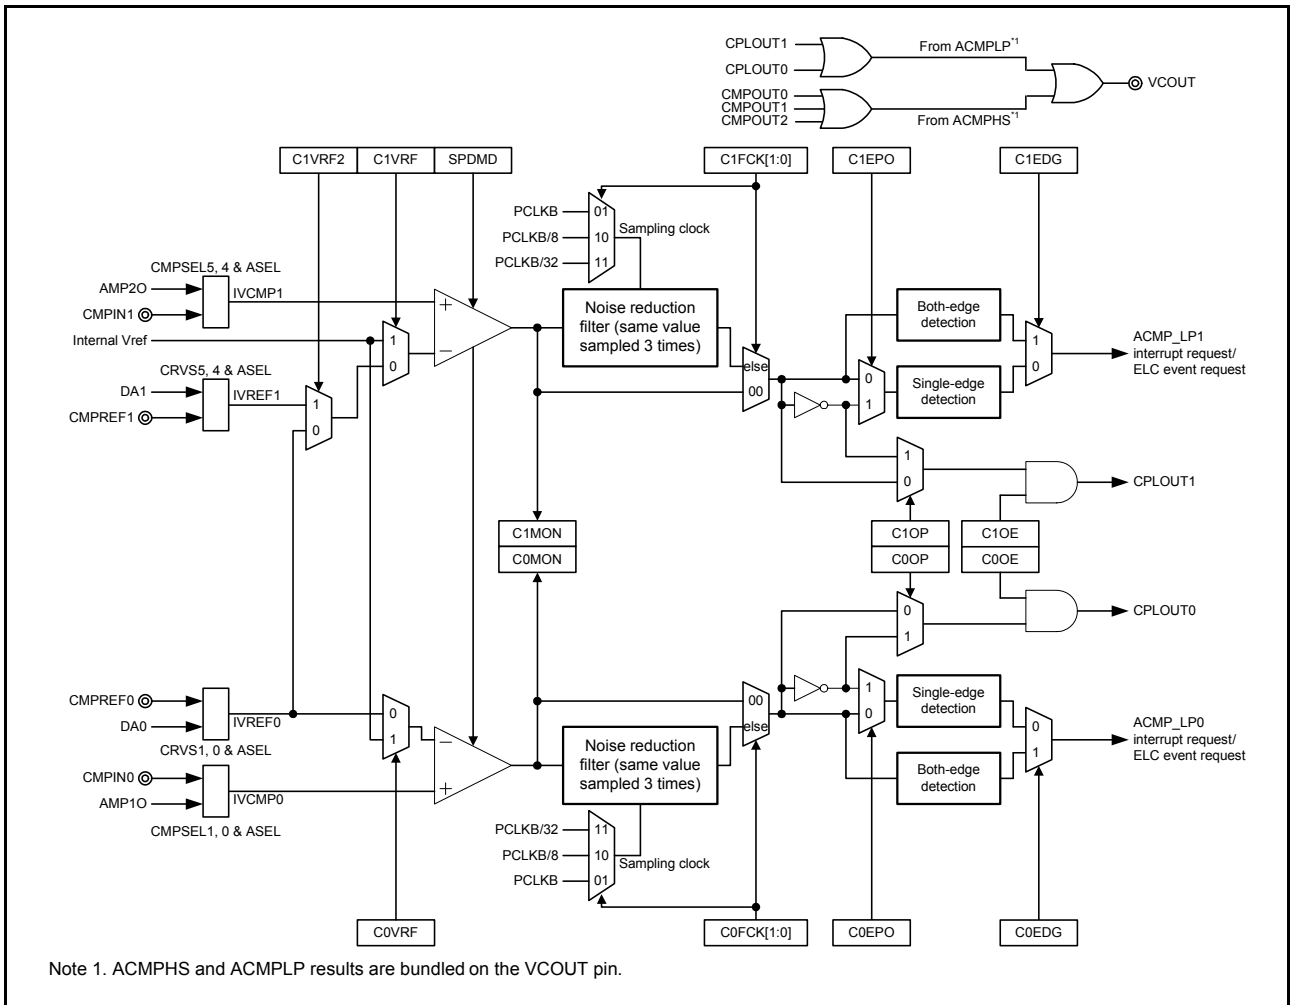 CPLOUT1
CPLOUT0
From ACMPLP*1
CMPOUT0
CMPOUT1
CMPOUT2
From ACMPHS*1
VCOUT
C1VRF2
C1VRF
SPDMD
C1FCK[1:0]
C1EPO
C1EDG
PCLKB
01
PCLKB/8
10
PCLKB/32
11
Sampling clock
CMPSEL5, 4 & ASEL
AMP2O
CMPIN1
IVCMP1
Internal Vref
CRVS5, 4 & ASEL
DA1
CMPREF1
IVREF1
1
0
1
0
+
−
Noise reduction
filter (same value
sampled 3 times)
else
00
0
1
Both-edge
detection
Single-edge
detection
1
0
ACMP_LP1
interrupt request/
ELC event request
1
0
CPLOUT1
C1MON
C0MON
C1OP
C0OP
C1OE
C0OE
0
1
CPLOUT0
CMPREF0
DA0
IVREF0
CRVS1, 0 & ASEL
CMPIN0
AMP1O
IVCMP0
CMPSEL1, 0 & ASEL
0
1
−
+
Noise reduction
filter (same value
sampled 3 times)
00
else
1
0
Single-edge
detection
Both-edge
detection
0
1
ACMP_LP0
interrupt request/
ELC event request
PCLKB/32
11
PCLKB/8
10
PCLKB
01
Sampling clock
C0VRF
C0FCK[1:0]
C0EPO
C0EDG
Note 1. ACMPHS and ACMPLP results are bundled on the VCOUT pin.